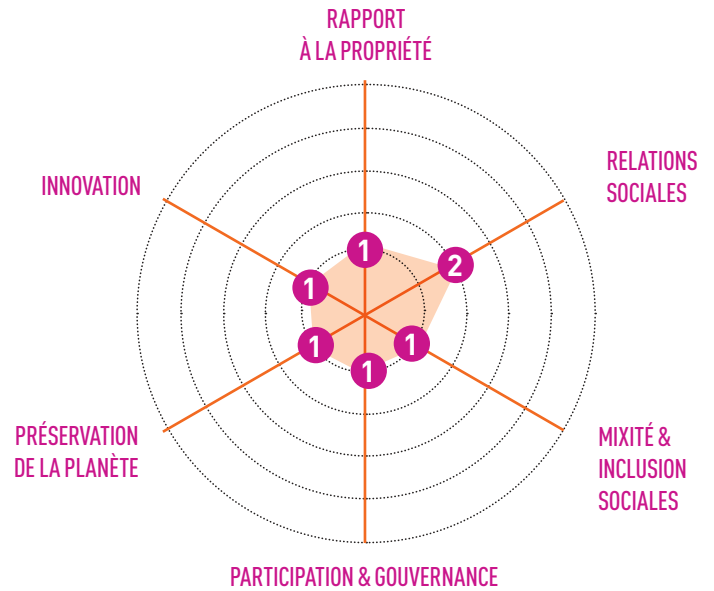 RAPPORT
À LA PROPRIÉTÉ
RELATIONS
SOCIALES
INNOVATION
1
2
1
1
1
1
PRÉSERVATION
DE LA PLANÈTE
MIXITÉ &
INCLUSION
SOCIALES
PARTICIPATION & GOUVERNANCE